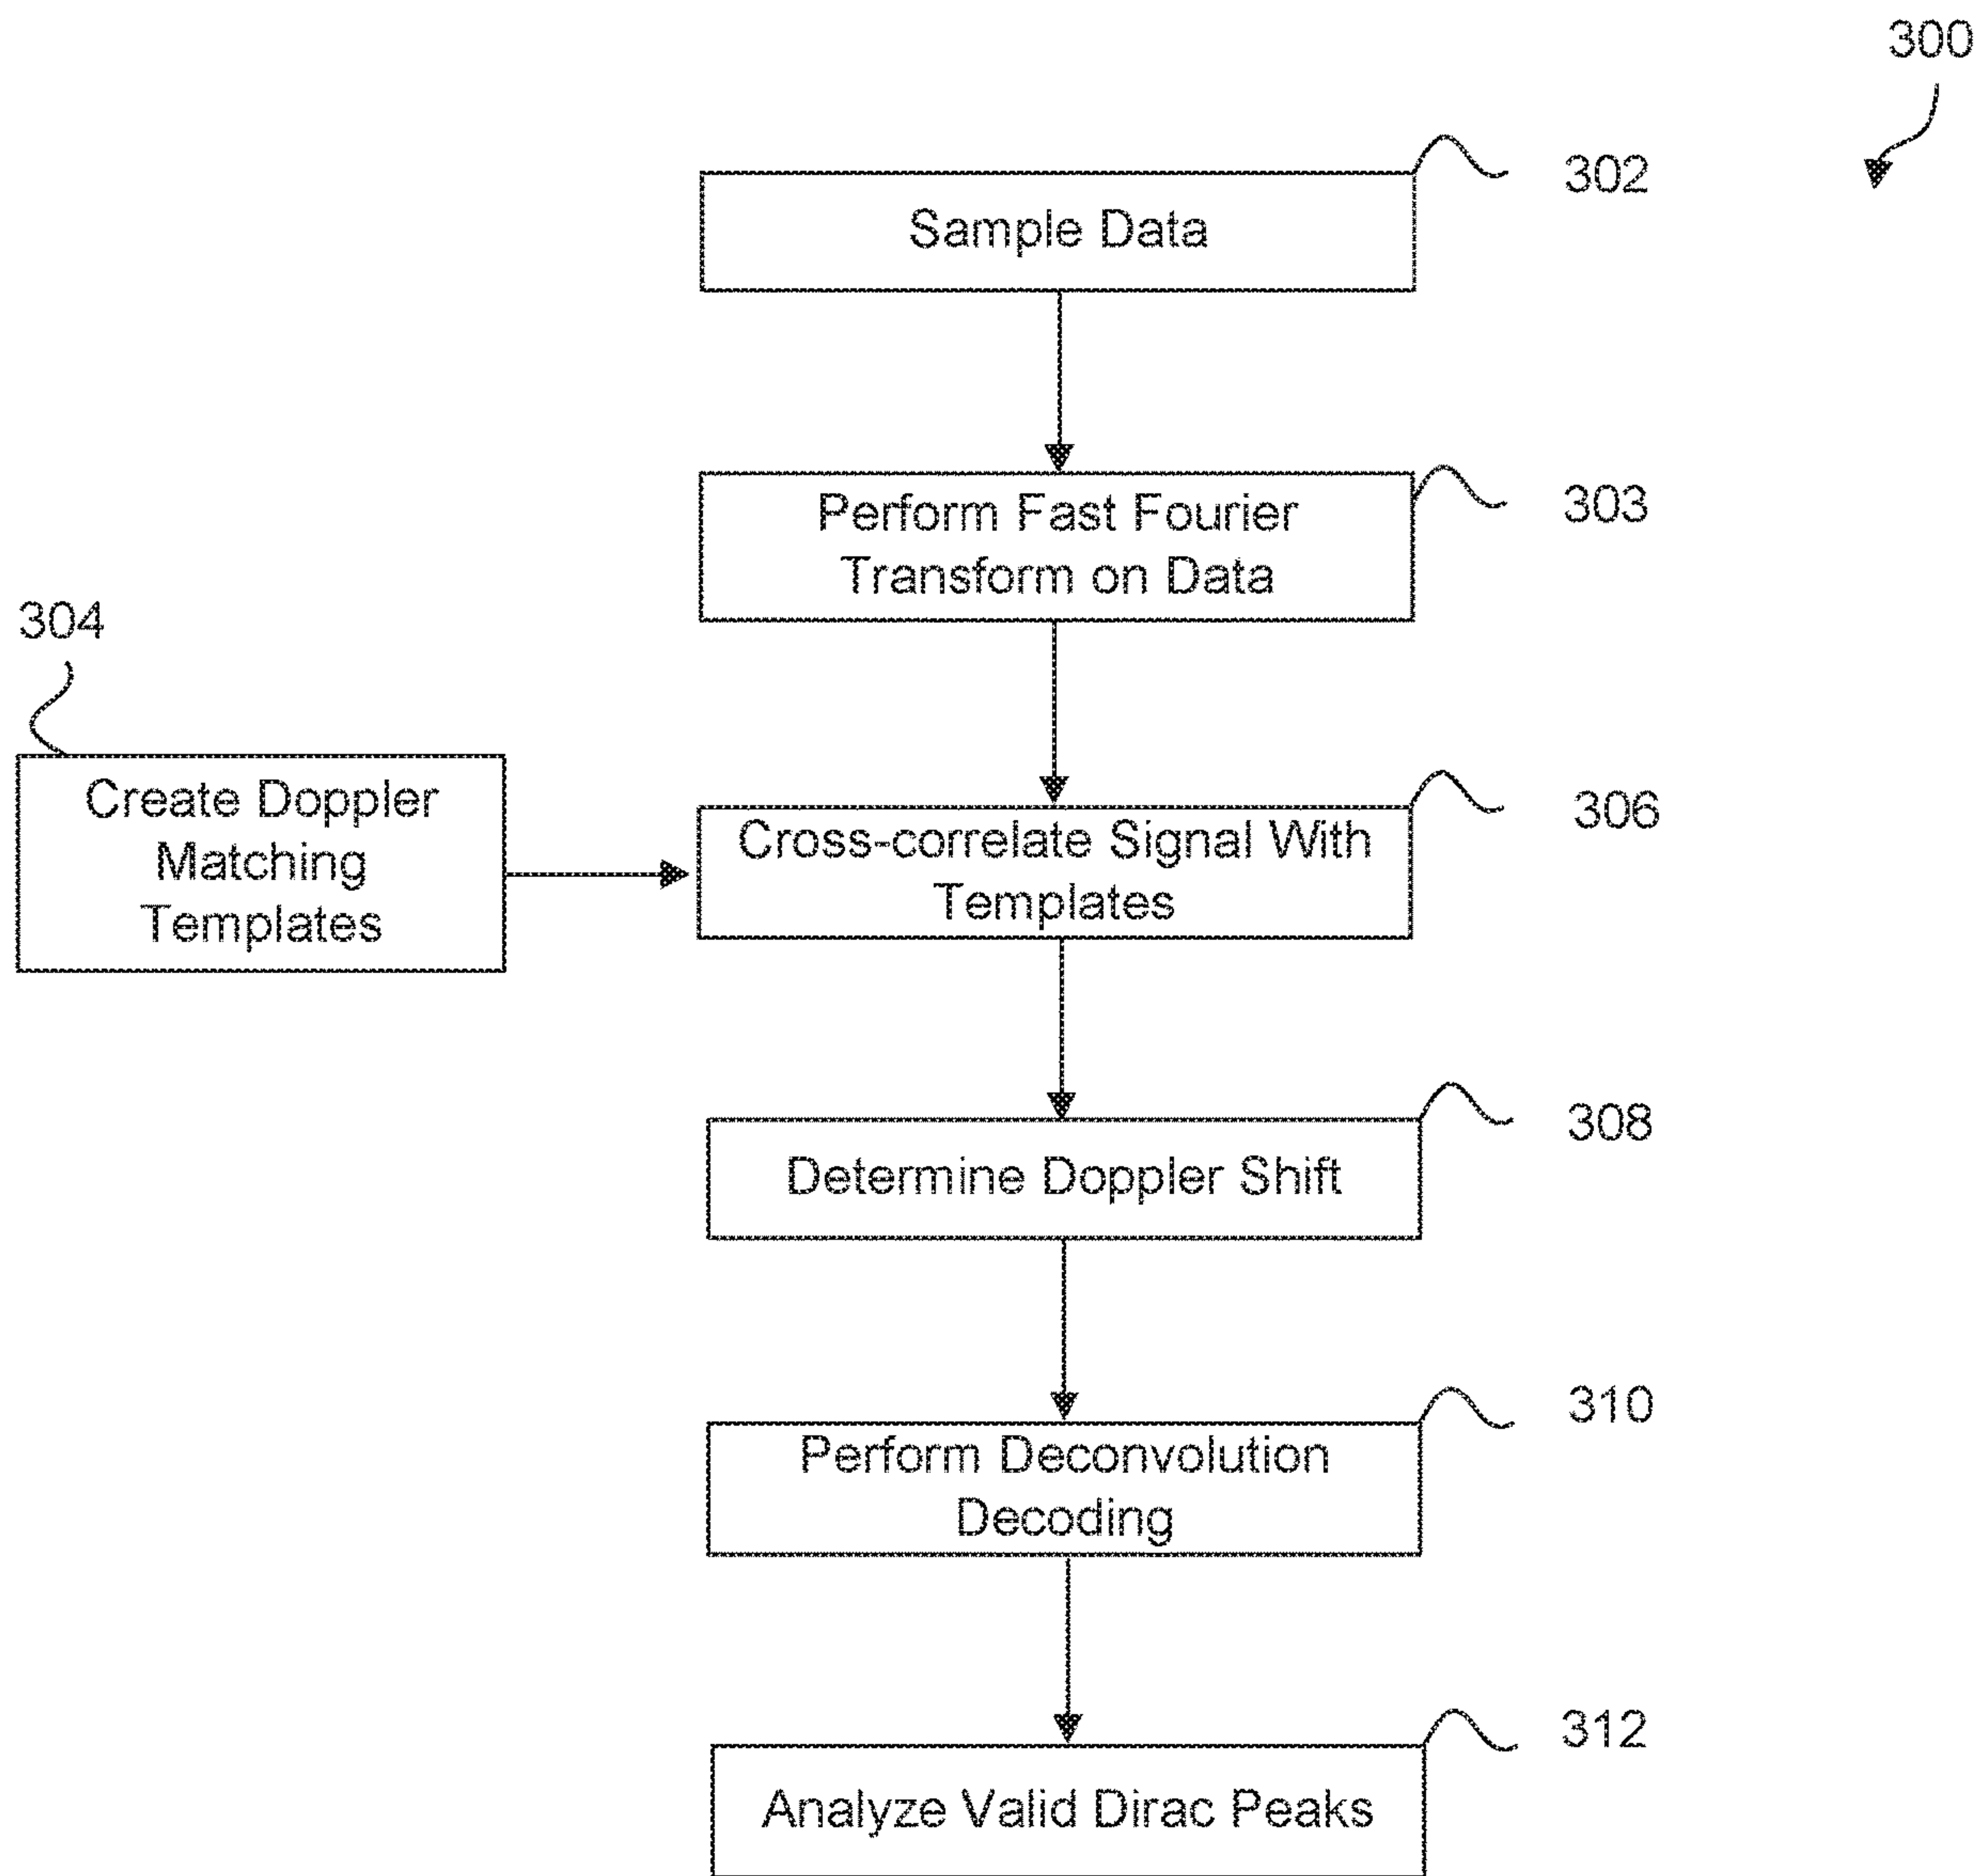 300
302
Sample Data
303
Perform Fast Fourier
Transform on Data
304
Create Doppler
Matching
Templates
306
Cross-correlate Signal With
Templates
308
Determine Doppler Shift
310
Perform Deconvolution
Decoding
312
Analyze Valid Dirac Peaks